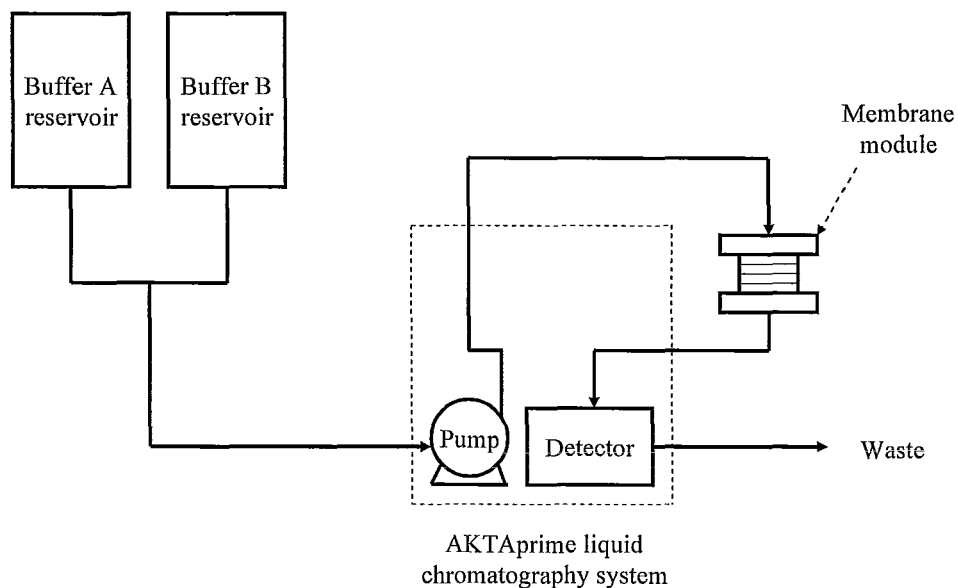 Buffer A
reservoir
Buffer B
reservoir
Membrane
module
Pump
Detector
Waste
AKTAprime liquid
chromatography system